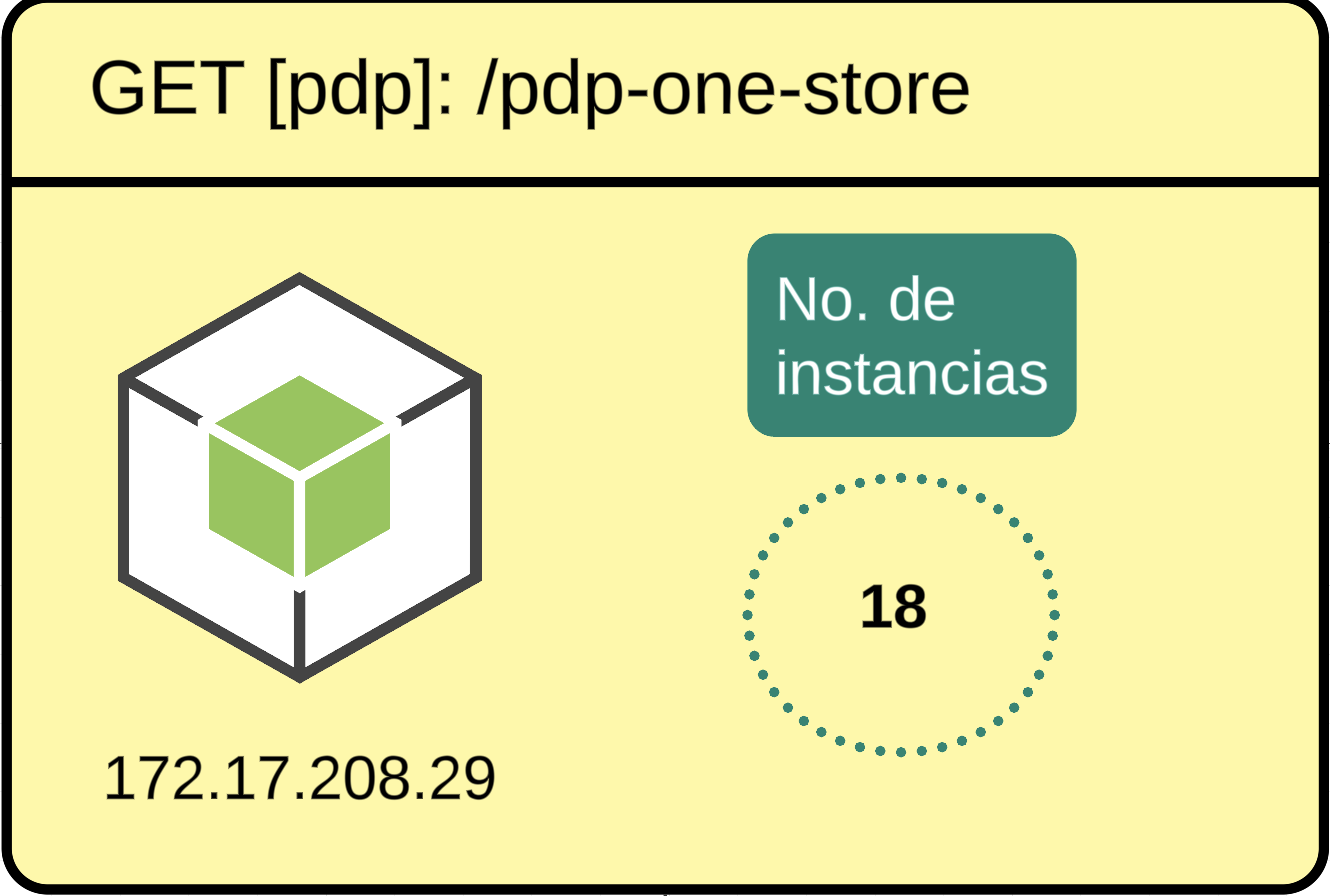 GET [pdp]: /pdp-one-store
No. de
instancias
18
172.17.208.29